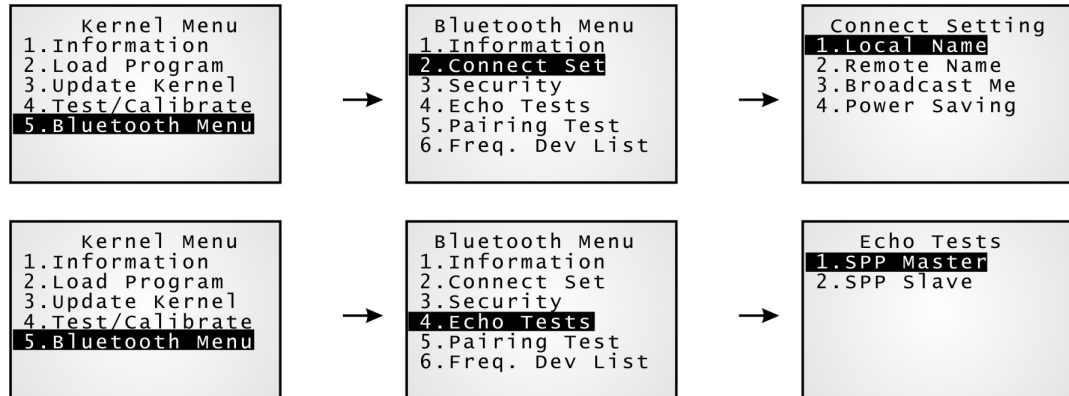 Kernel Menu
1.Information
2.Load Program
3.Update Kernel
4.Test/Calibrate
5.Bluetooth Menu
Bluetooth Menu
1.Information
2.Connect Set
3.Security
4.Echo Tests
5.Pairing Test
6.Freq. Dev List
Connect Setting
1.Local Name
2.Remote Name
3.Broadcast Me
4.Power Saving
Kernel Menu
1.Information
2.Load Program
3.Update Kernel
4.Test/Calibrate
5.Bluetooth Menu
Bluetooth Menu
1.Information
2.Connect Set
3.Security
4.Echo Tests
5.Pairing Test
6.Freq. Dev List
Echo Tests
1.SPP Master
2.SPP Slave